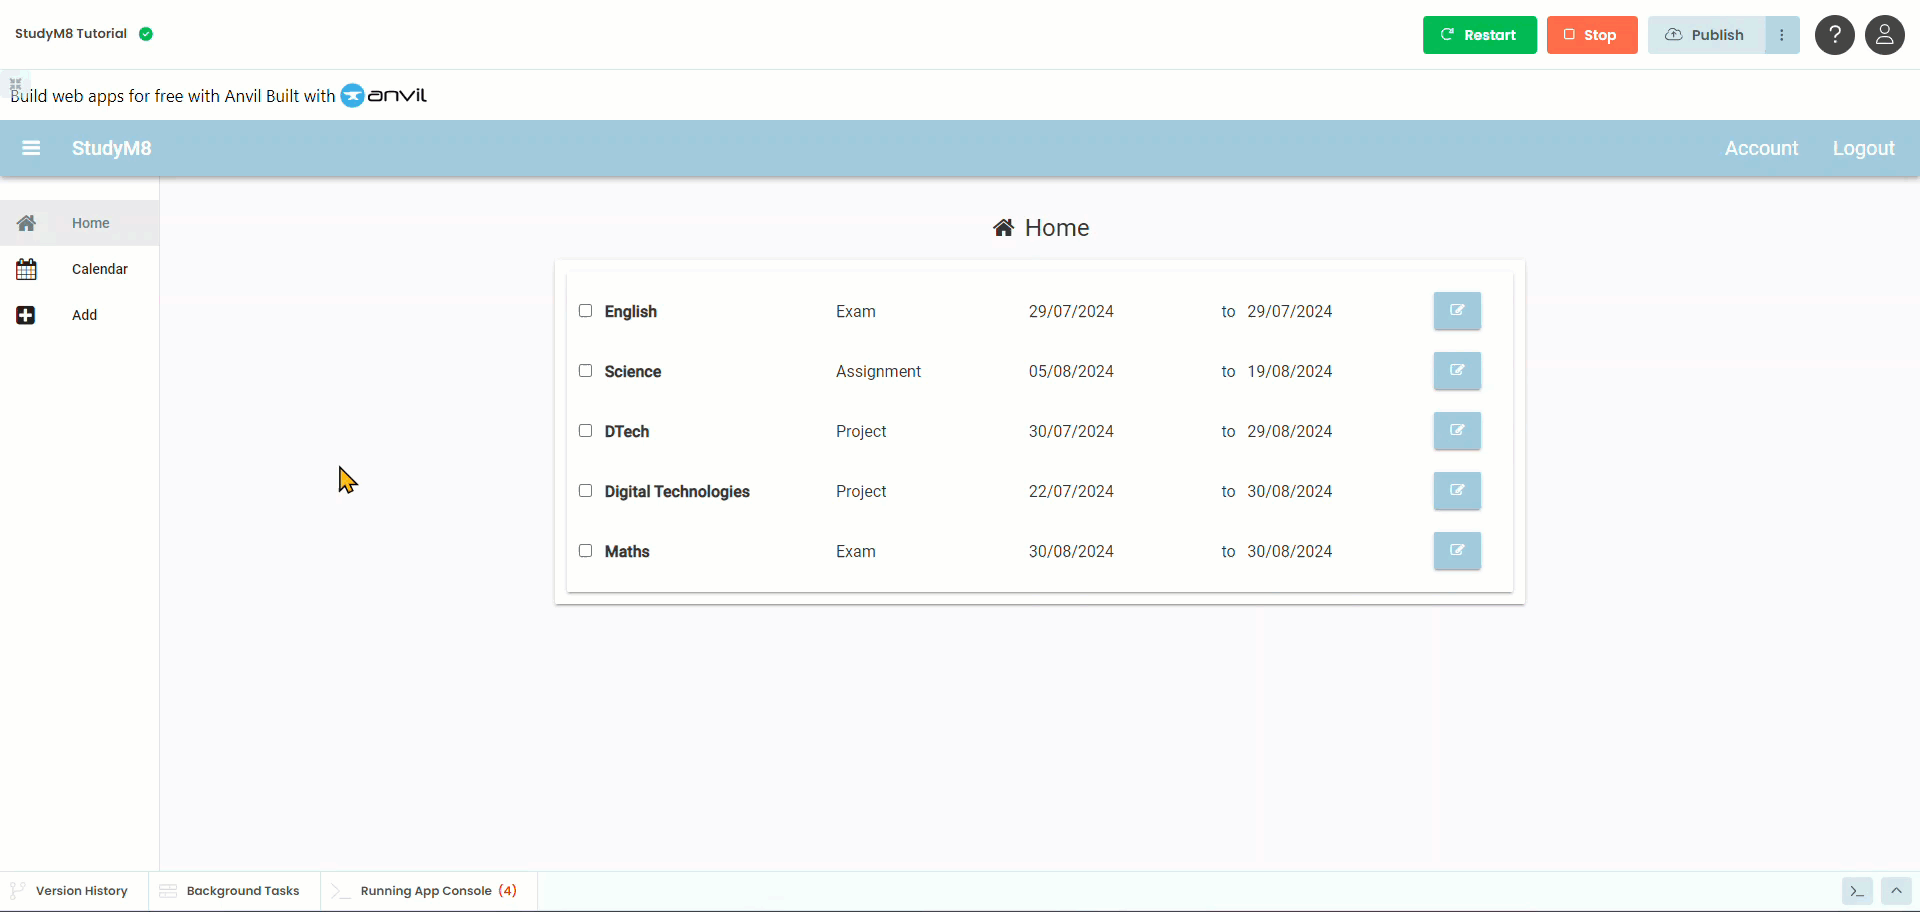 StudyM8 Tutorial
Restart
Stop
Publish
?
Build web apps for free with Anvil Built with anvil
StudyM8
Account
Logout
Home
Calendar
Add
Home
English Exam 29/07/2024 to 29/07/2024
Science Assignment 05/08/2024 to 19/08/2024
DTech Project 30/07/2024 to 29/08/2024
Digital Technologies Project 22/07/2024 to 30/08/2024
Maths Exam 30/08/2024 to 30/08/2024
Version History
Background Tasks
Running App Console (4)